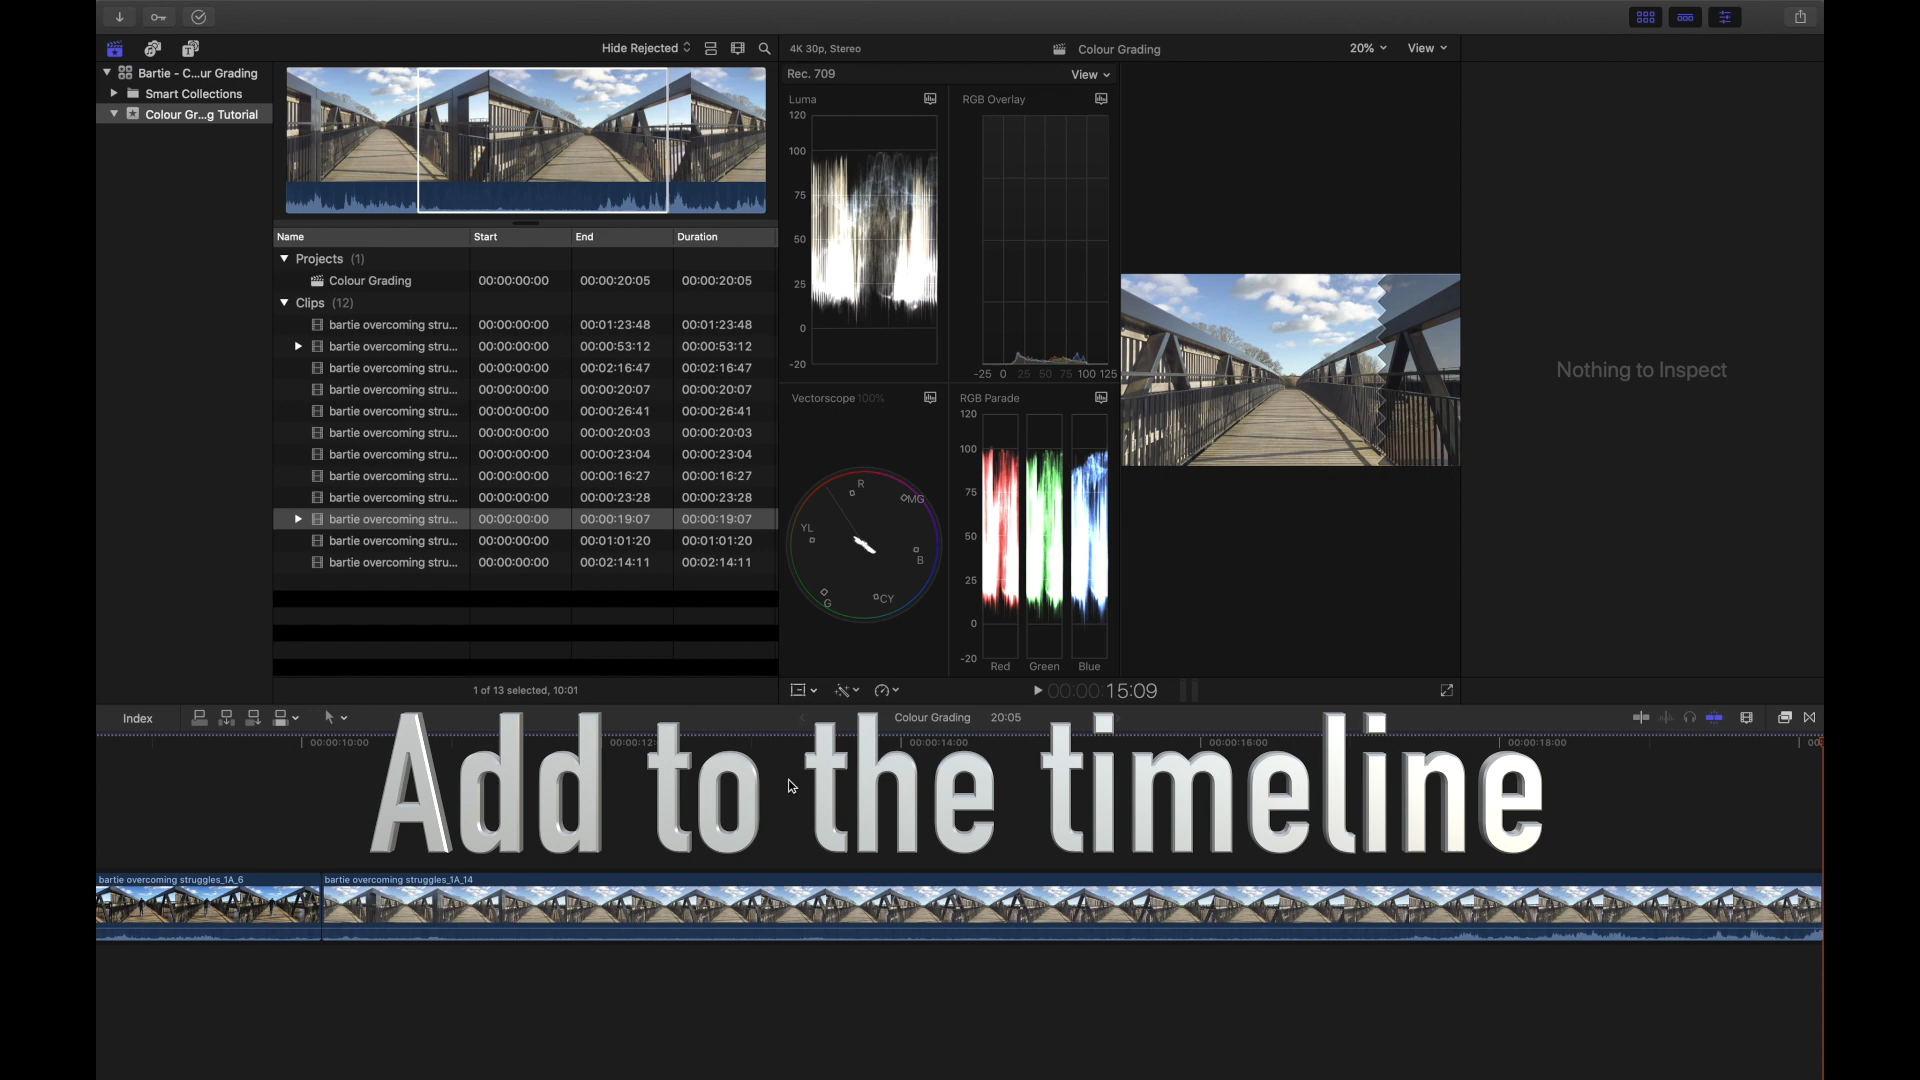 Hide Rejected
4K 30p, Stereo
Colour Grading
20%
View
Bartie - C...ur Grading
Smart Collections
Colour Gr...g Tutorial
Rec. 709
View
Luma
120
100
75
50
25
0
-20
RGB Overlay
-25 0 25 50 75 100 125
Name Start End Duration
Projects (1)
Colour Grading 00:00:00:00 00:00:20:05 00:00:20:05
Clips (12)
bartie overcoming stru... 00:00:00:00 00:01:23:48 00:01:23:48
bartie overcoming stru... 00:00:00:00 00:00:53:12 00:00:53:12
bartie overcoming stru... 00:00:00:00 00:02:16:47 00:02:16:47
bartie overcoming stru... 00:00:00:00 00:00:20:07 00:00:20:07
bartie overcoming stru... 00:00:00:00 00:00:26:41 00:00:26:41
bartie overcoming stru... 00:00:00:00 00:00:20:03 00:00:20:03
bartie overcoming stru... 00:00:00:00 00:00:23:04 00:00:23:04
bartie overcoming stru... 00:00:00:00 00:00:16:27 00:00:16:27
bartie overcoming stru... 00:00:00:00 00:00:23:28 00:00:23:28
bartie overcoming stru... 00:00:00:00 00:00:19:07 00:00:19:07
bartie overcoming stru... 00:00:00:00 00:01:01:20 00:01:01:20
bartie overcoming stru... 00:00:00:00 00:02:14:11 00:02:14:11
1 of 13 selected, 10:01
Vectorscope 100%
R
MG
YL
B
G
CY
RGB Parade
120
100
75
50
25
0
-20
Red Green Blue
Nothing to Inspect
00:00:15:09
Index
Colour Grading 20:05
00:00:10:00 00:00:12: 00:00:14:00 00:00:16:00 00:00:18:00
Add to the timeline
bartie overcoming struggles_1A_6
bartie overcoming struggles_1A_14